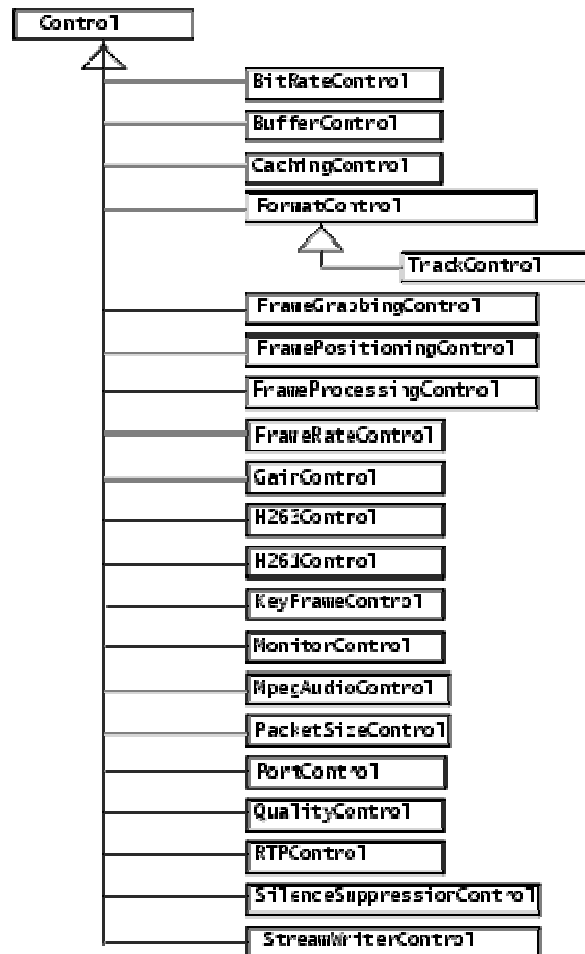 Control
BitRateControl
BufferControl
CachingControl
FormatControl
TrackControl
FrameGrabbingControl
FramePositioningControl
FrameProcessingControl
FrameRateControl
GainControl
H263Control
H261Control
KeyFrameControl
MonitorControl
MpegAudioControl
PacketSizeControl
PortControl
QualityControl
RTPControl
SilenceSuppressionControl
StreamWriterControl